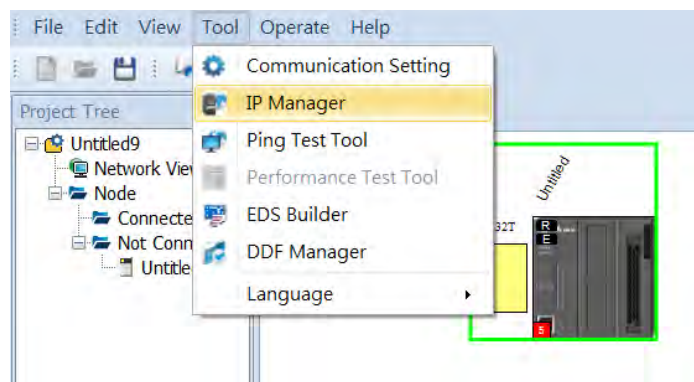 File Edit View Tool Operate Help
Communication Setting
Project Tree
IP Manager
Untitled9
Ping Test Tool
Network View
Performance Test Tool
Node
EDS Builder
Connecte
DDF Manager
Not Conn
Untitle
Language
Untitled
32T
R
E
5